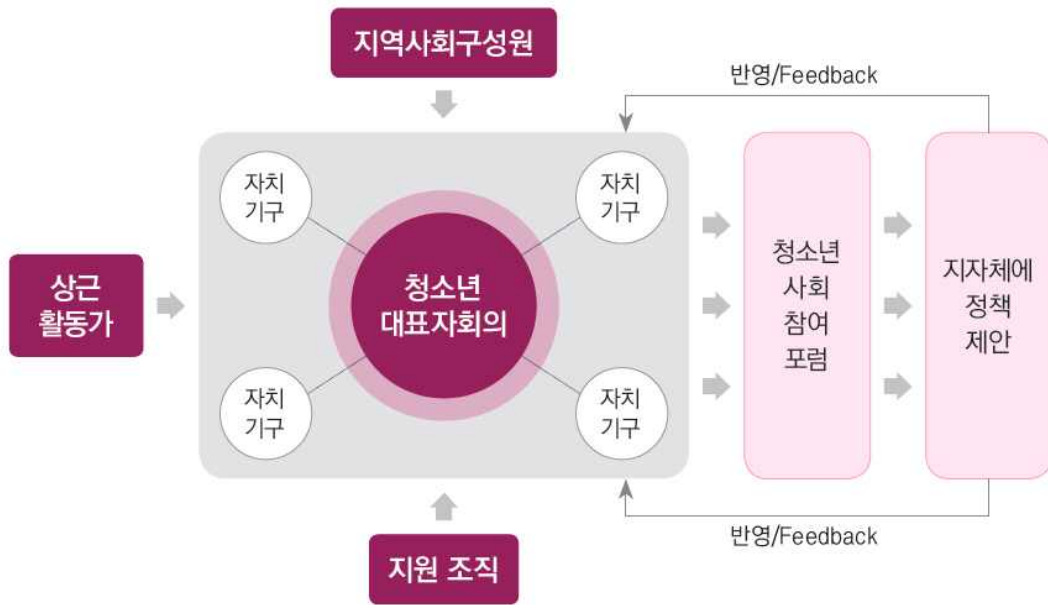 지역사회구성원
반영/Feedback
자치
기구
자치
기구
상근
활동가
청소년
대표자회의
청소년
사회
참여
포럼
지자체에
정책
제안
자치
기구
자치
기구
반영/Feedback
지원 조직